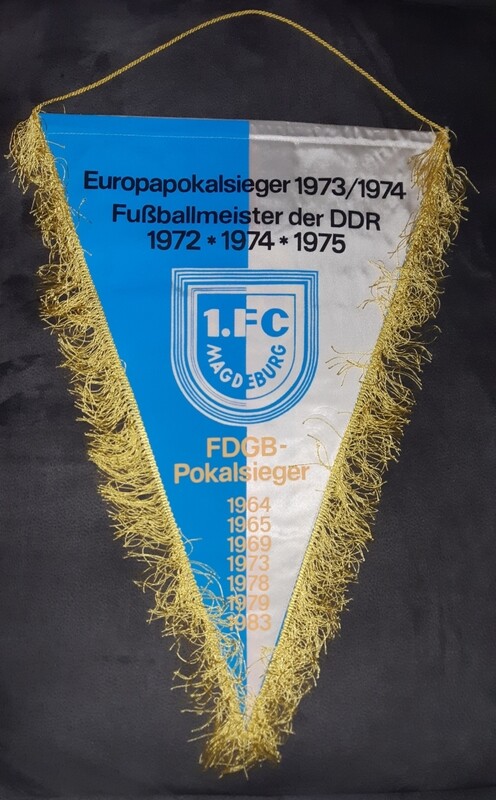 Europapokalsieger 1973/1974
Fußballmeister der DDR
1972 * 1974 * 1975
1.FC
MAGDEBURG
FDGB-
Pokalsieger
1964
1965
1969
1973
1978
1979
1983